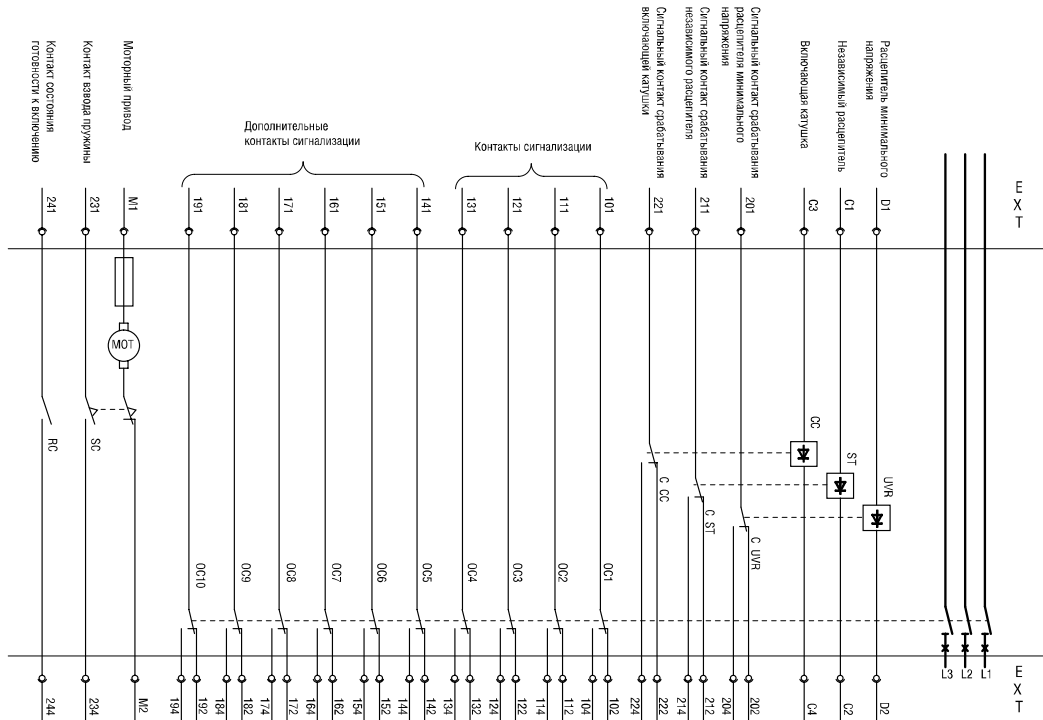 Контакт состояния
готовности к включению
Контакт взвода пружины
Моторный привод
Дополнительные
контакты сигнализации
Контакты сигнализации
Сигнальный контакт срабатывания
включающей катушки
Сигнальный контакт срабатывания
независимого расцепителя
Сигнальный контакт срабатывания
расцепителя минимального
напряжения
Включающая катушка
Независимый расцепитель
Расцепитель минимального
напряжения
EXT
241
231
M1
191
181
171
161
151
141
131
121
111
101
221
211
201
C3
C1
D1
MOT
RC
SC
CC
ST
UVR
C CC
C ST
C UVR
OC10
OC9
OC8
OC7
OC6
OC5
OC4
OC3
OC2
OC1
L3
L2
L1
244
234
M2
194
192
184
182
174
172
164
162
154
152
144
142
134
132
124
122
114
112
104
102
224
222
214
212
204
202
C4
C2
D2
EXT